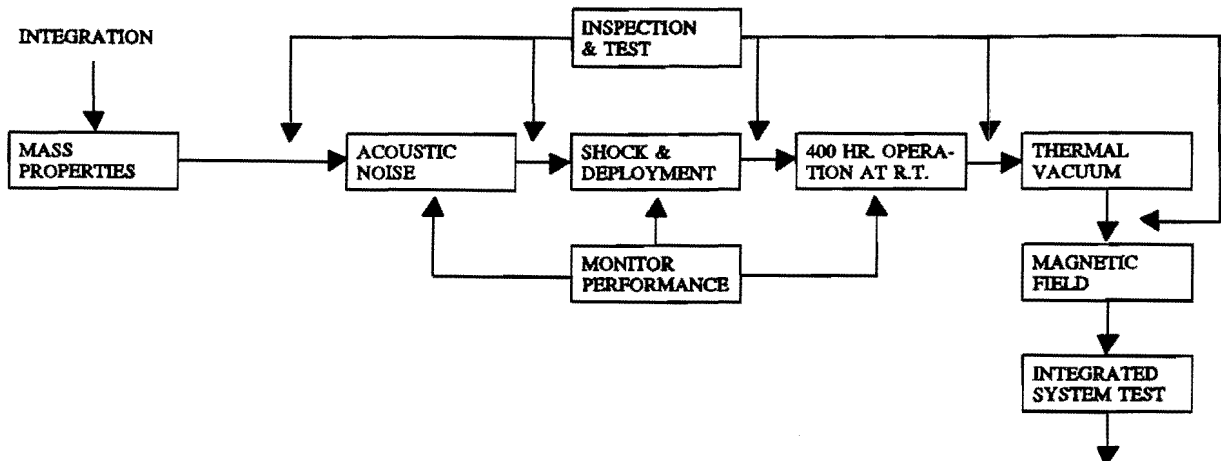 INTEGRATION
INSPECTION
& TEST
MASS
PROPERTIES
ACOUSTIC
NOISE
SHOCK &
DEPLOYMENT
400 HR. OPERA-
TION AT R.T.
THERMAL
VACUUM
MONITOR
PERFORMANCE
MAGNETIC
FIELD
INTEGRATED
SYSTEM TEST